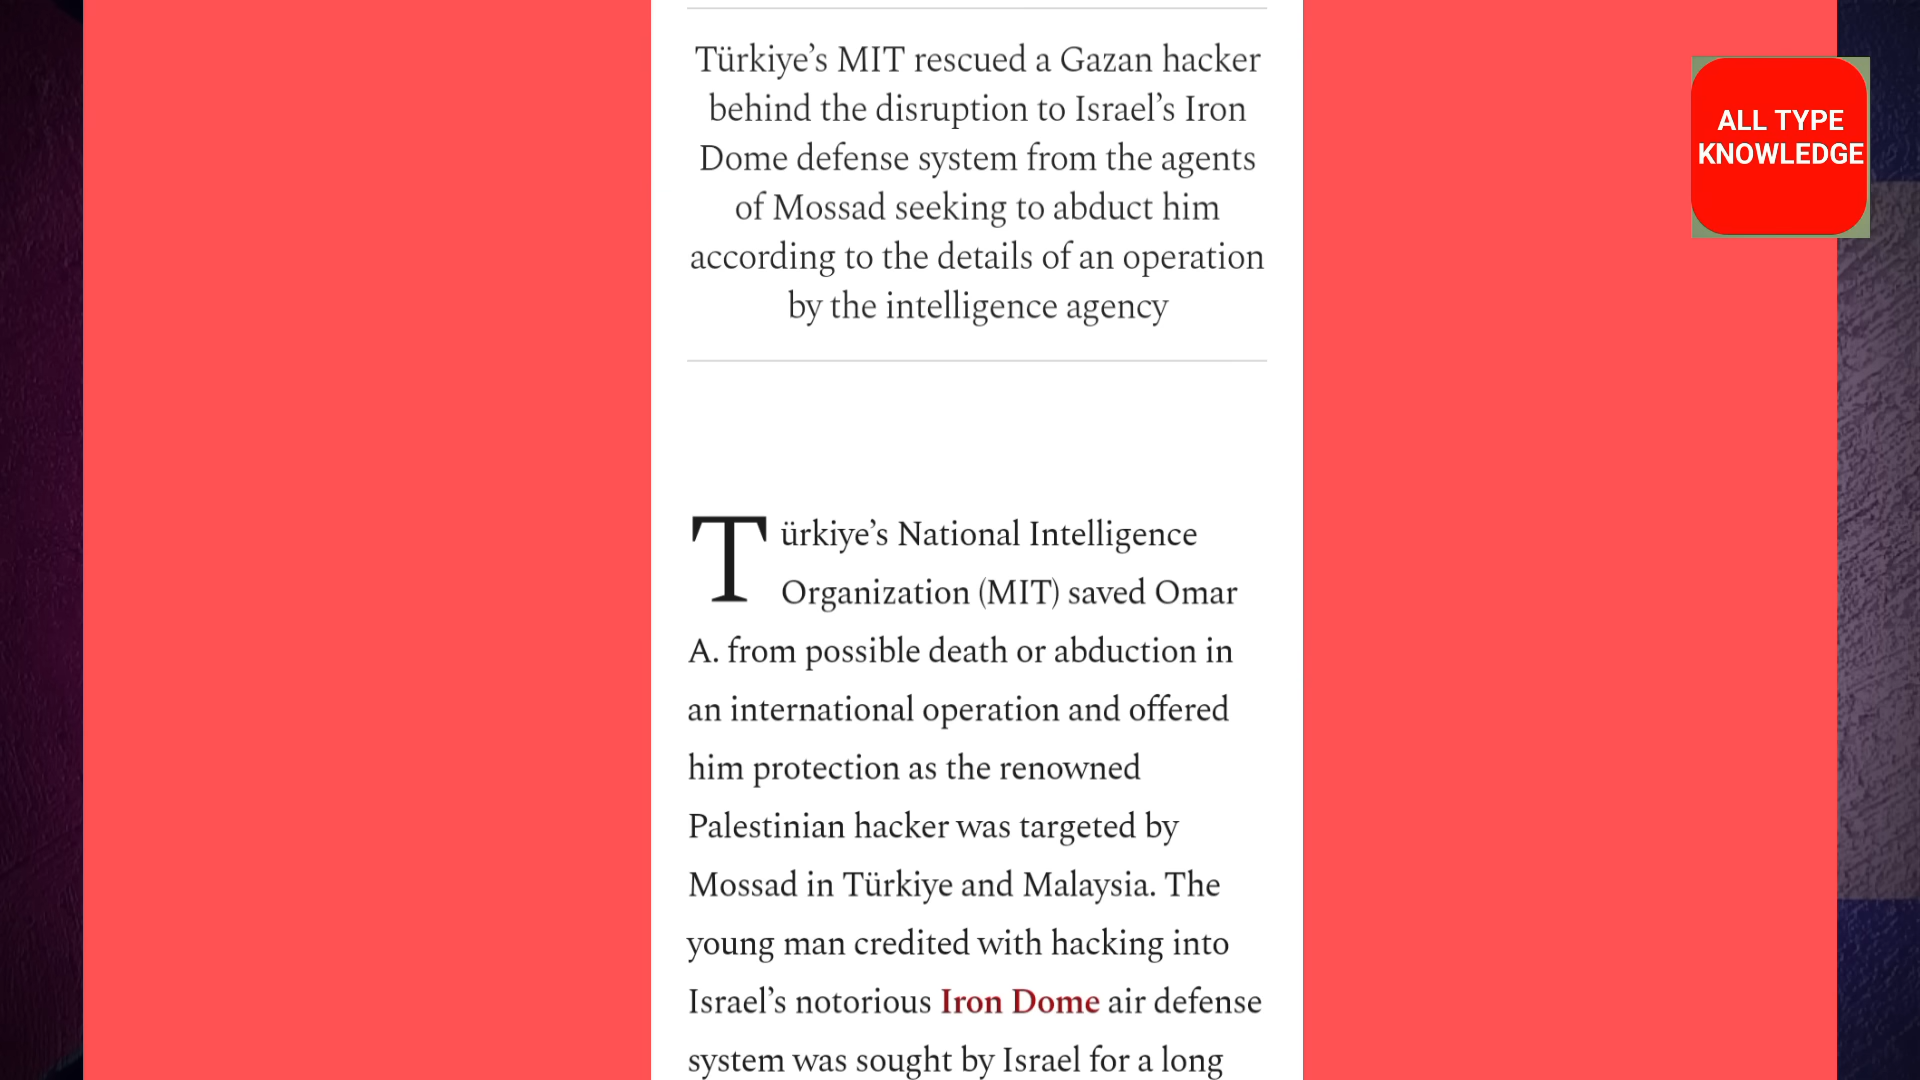 Türkiye’s MIT rescued a Gazan hacker
behind the disruption to Israel’s Iron
Dome defense system from the agents
of Mossad seeking to abduct him
according to the details of an operation
by the intelligence agency
Türkiye’s National Intelligence
Organization (MIT) saved Omar
A. from possible death or abduction in
an international operation and offered
him protection as the renowned
Palestinian hacker was targeted by
Mossad in Türkiye and Malaysia. The
young man credited with hacking into
Israel’s notorious Iron Dome air defense
system was sought by Israel for a long
ALL TYPE
KNOWLEDGE